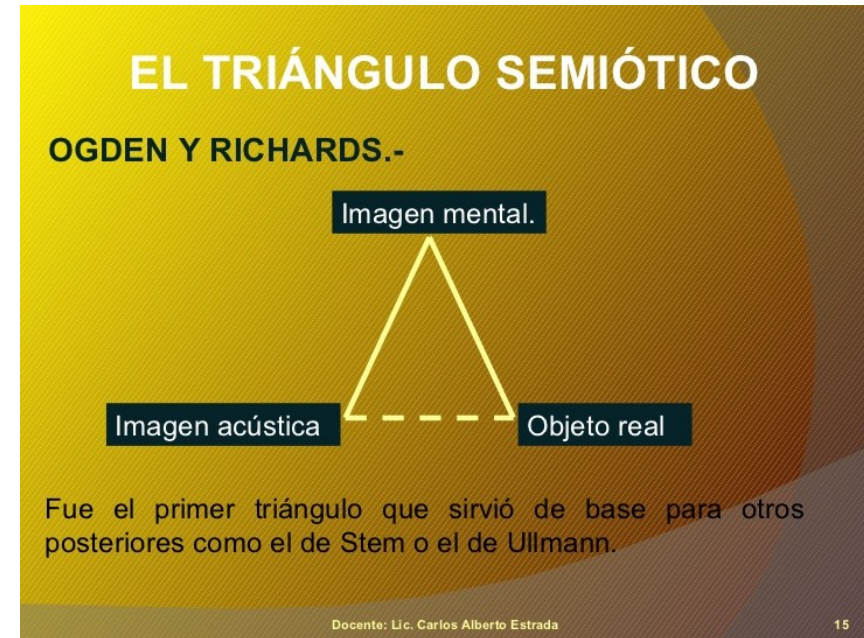 EL TRIÁNGULO SEMIÓTICO
OGDEN Y RICHARDS.-
Imagen mental.
Imagen acústica
Objeto real
Fue el primer triángulo que sirvió de base para otros
posteriores como el de Stem o el de Ullmann.
Docente: Lic. Carlos Alberto Estrada
15